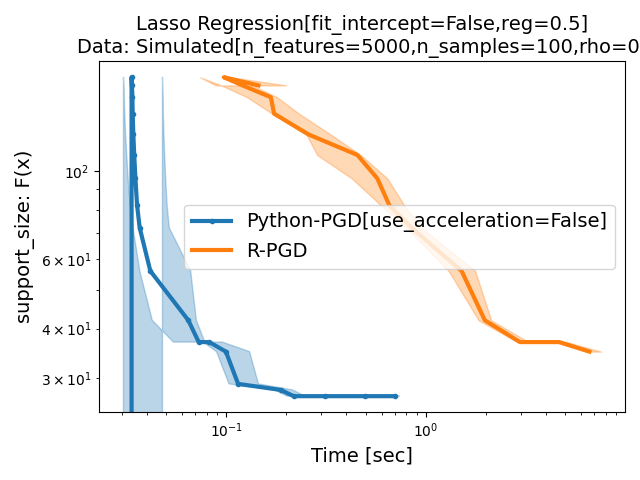 Lasso Regression[fit_intercept=False,reg=0.5]
Data: Simulated[n_features=5000,n_samples=100,rho=0
support_size: F(x)
10²
6 × 10¹
4 × 10¹
3 × 10¹
Python-PGD[use_acceleration=False]
R-PGD
10⁻¹
10⁰
Time [sec]